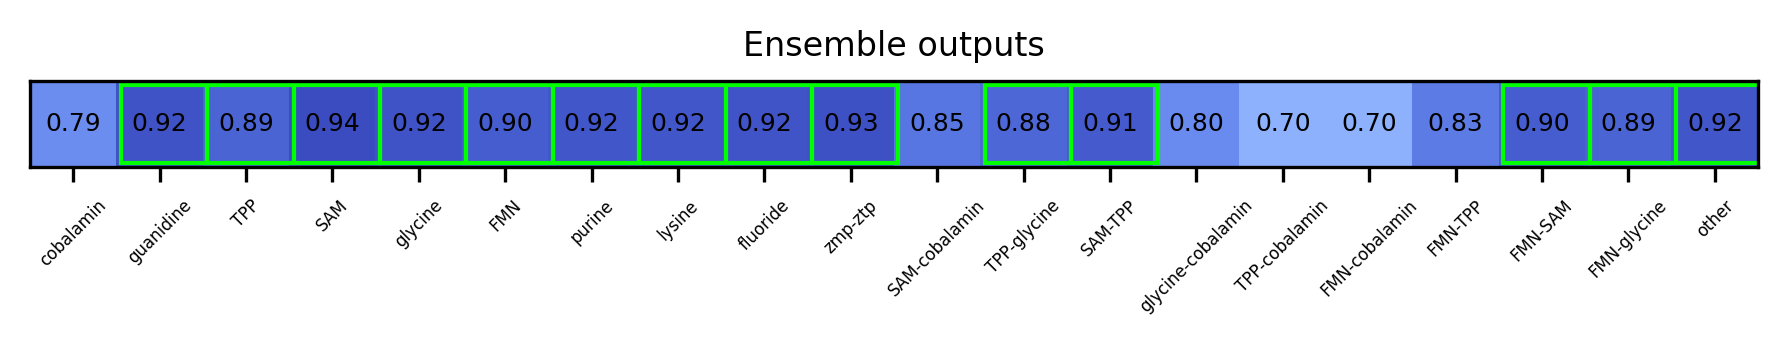 Ensemble outputs
0.79 0.92 0.89 0.94 0.92 0.90 0.92 0.92 0.92 0.93 0.85 0.88 0.91 0.80 0.70 0.70 0.83 0.90 0.89 0.92
cobalamin guanidine TPP SAM glycine FMN purine lysine fluoride zmp-ztp SAM-cobalamin TPP-glycine SAM-TPP glycine-cobalamin TPP-cobalamin FMN-cobalamin FMN-TPP FMN-SAM FMN-glycine other